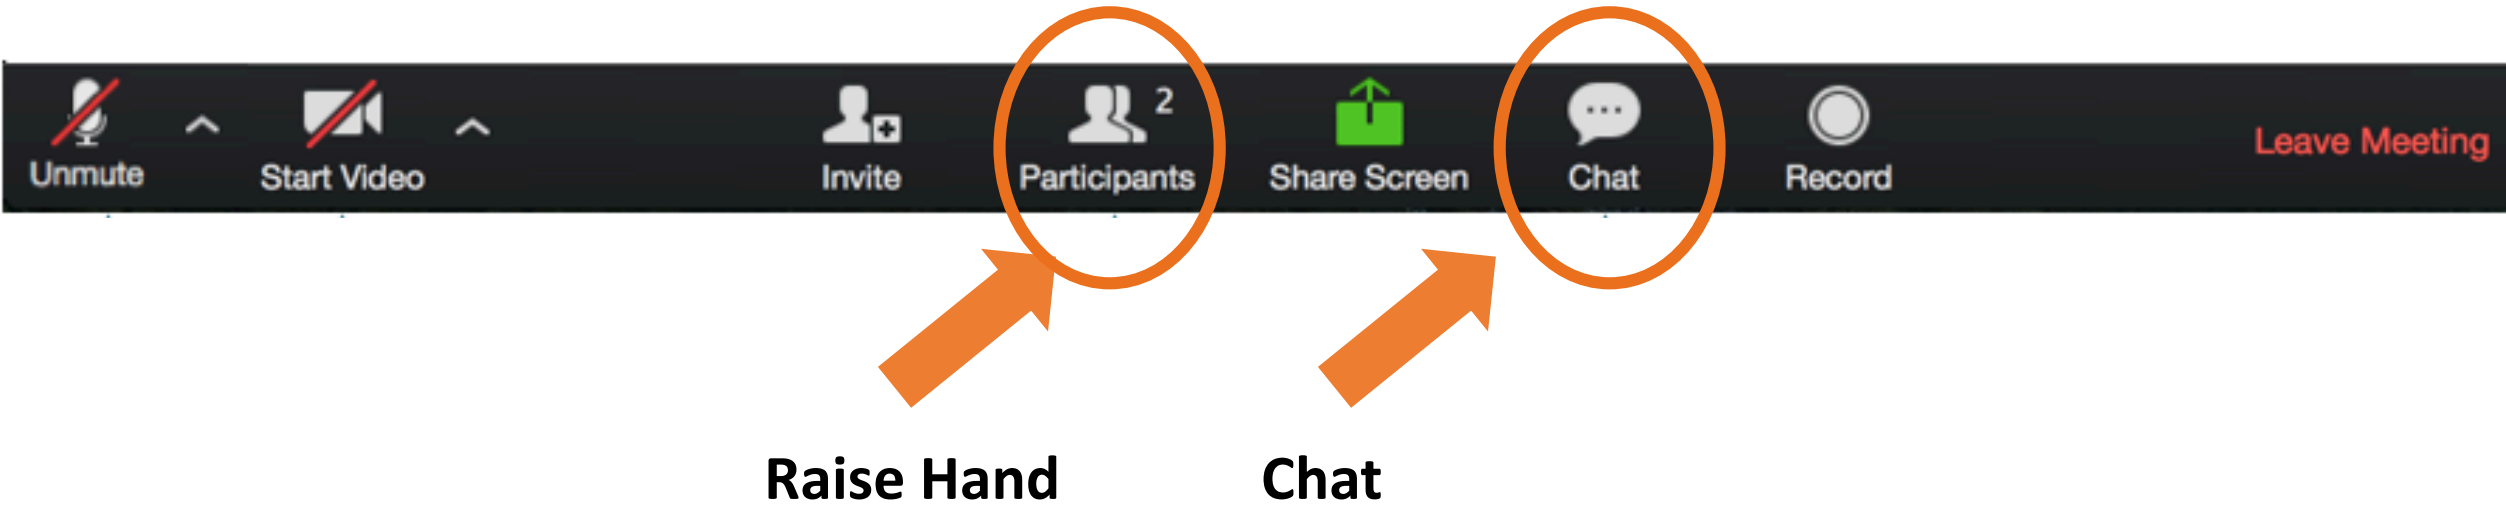 Unmute
Start Video
Invite
Participants
2
Share Screen
Chat
Record
Leave Meeting
Raise Hand
Chat